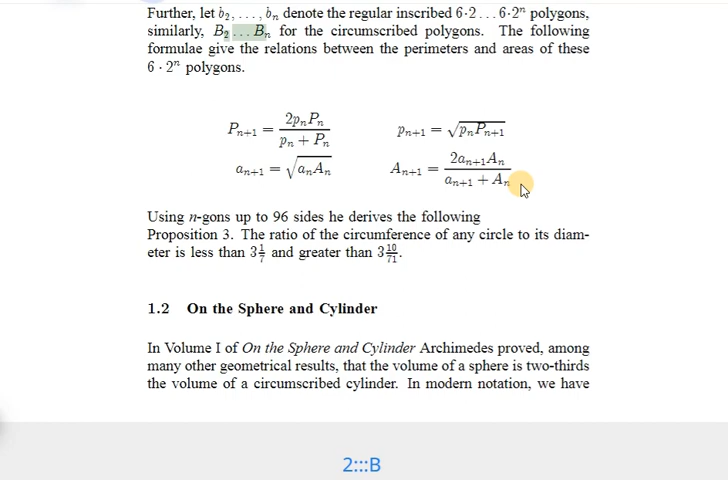 Further, let b₂, . . . , bₙ denote the regular inscribed 6·2 . . . 6·2ⁿ polygons,
similarly, B₂ . . . Bₙ for the circumscribed polygons. The following
formulae give the relations between the perimeters and areas of these
6 · 2ⁿ polygons.
Pₙ₊₁ = 2pₙPₙ / (pₙ + Pₙ) pₙ₊₁ = √(pₙPₙ₊₁)
aₙ₊₁ = √(aₙAₙ) Aₙ₊₁ = 2aₙ₊₁Aₙ / (aₙ₊₁ + Aₙ)
Using n-gons up to 96 sides he derives the following
Proposition 3. The ratio of the circumference of any circle to its diam-
eter is less than 3 1/7 and greater than 3 10/71.
1.2 On the Sphere and Cylinder
In Volume I of On the Sphere and Cylinder Archimedes proved, among
many other geometrical results, that the volume of a sphere is two-thirds
the volume of a circumscribed cylinder. In modern notation, we have
2:::B